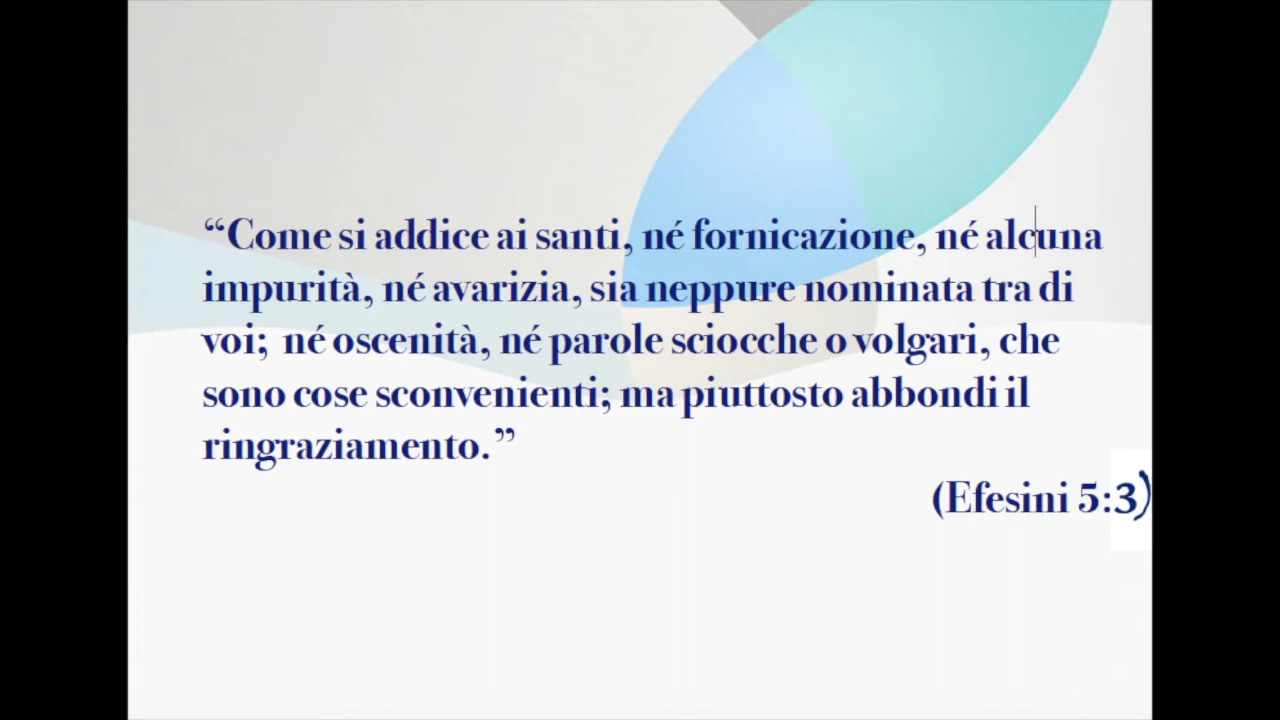 “Come si addice ai santi, né fornicazione, né alcuna
impurità, né avarizia, sia neppure nominata tra di
voi; né oscenità, né parole sciocche o volgari, che
sono cose sconvenienti; ma piuttosto abbondi il
ringraziamento.”
(Efesini 5:3)